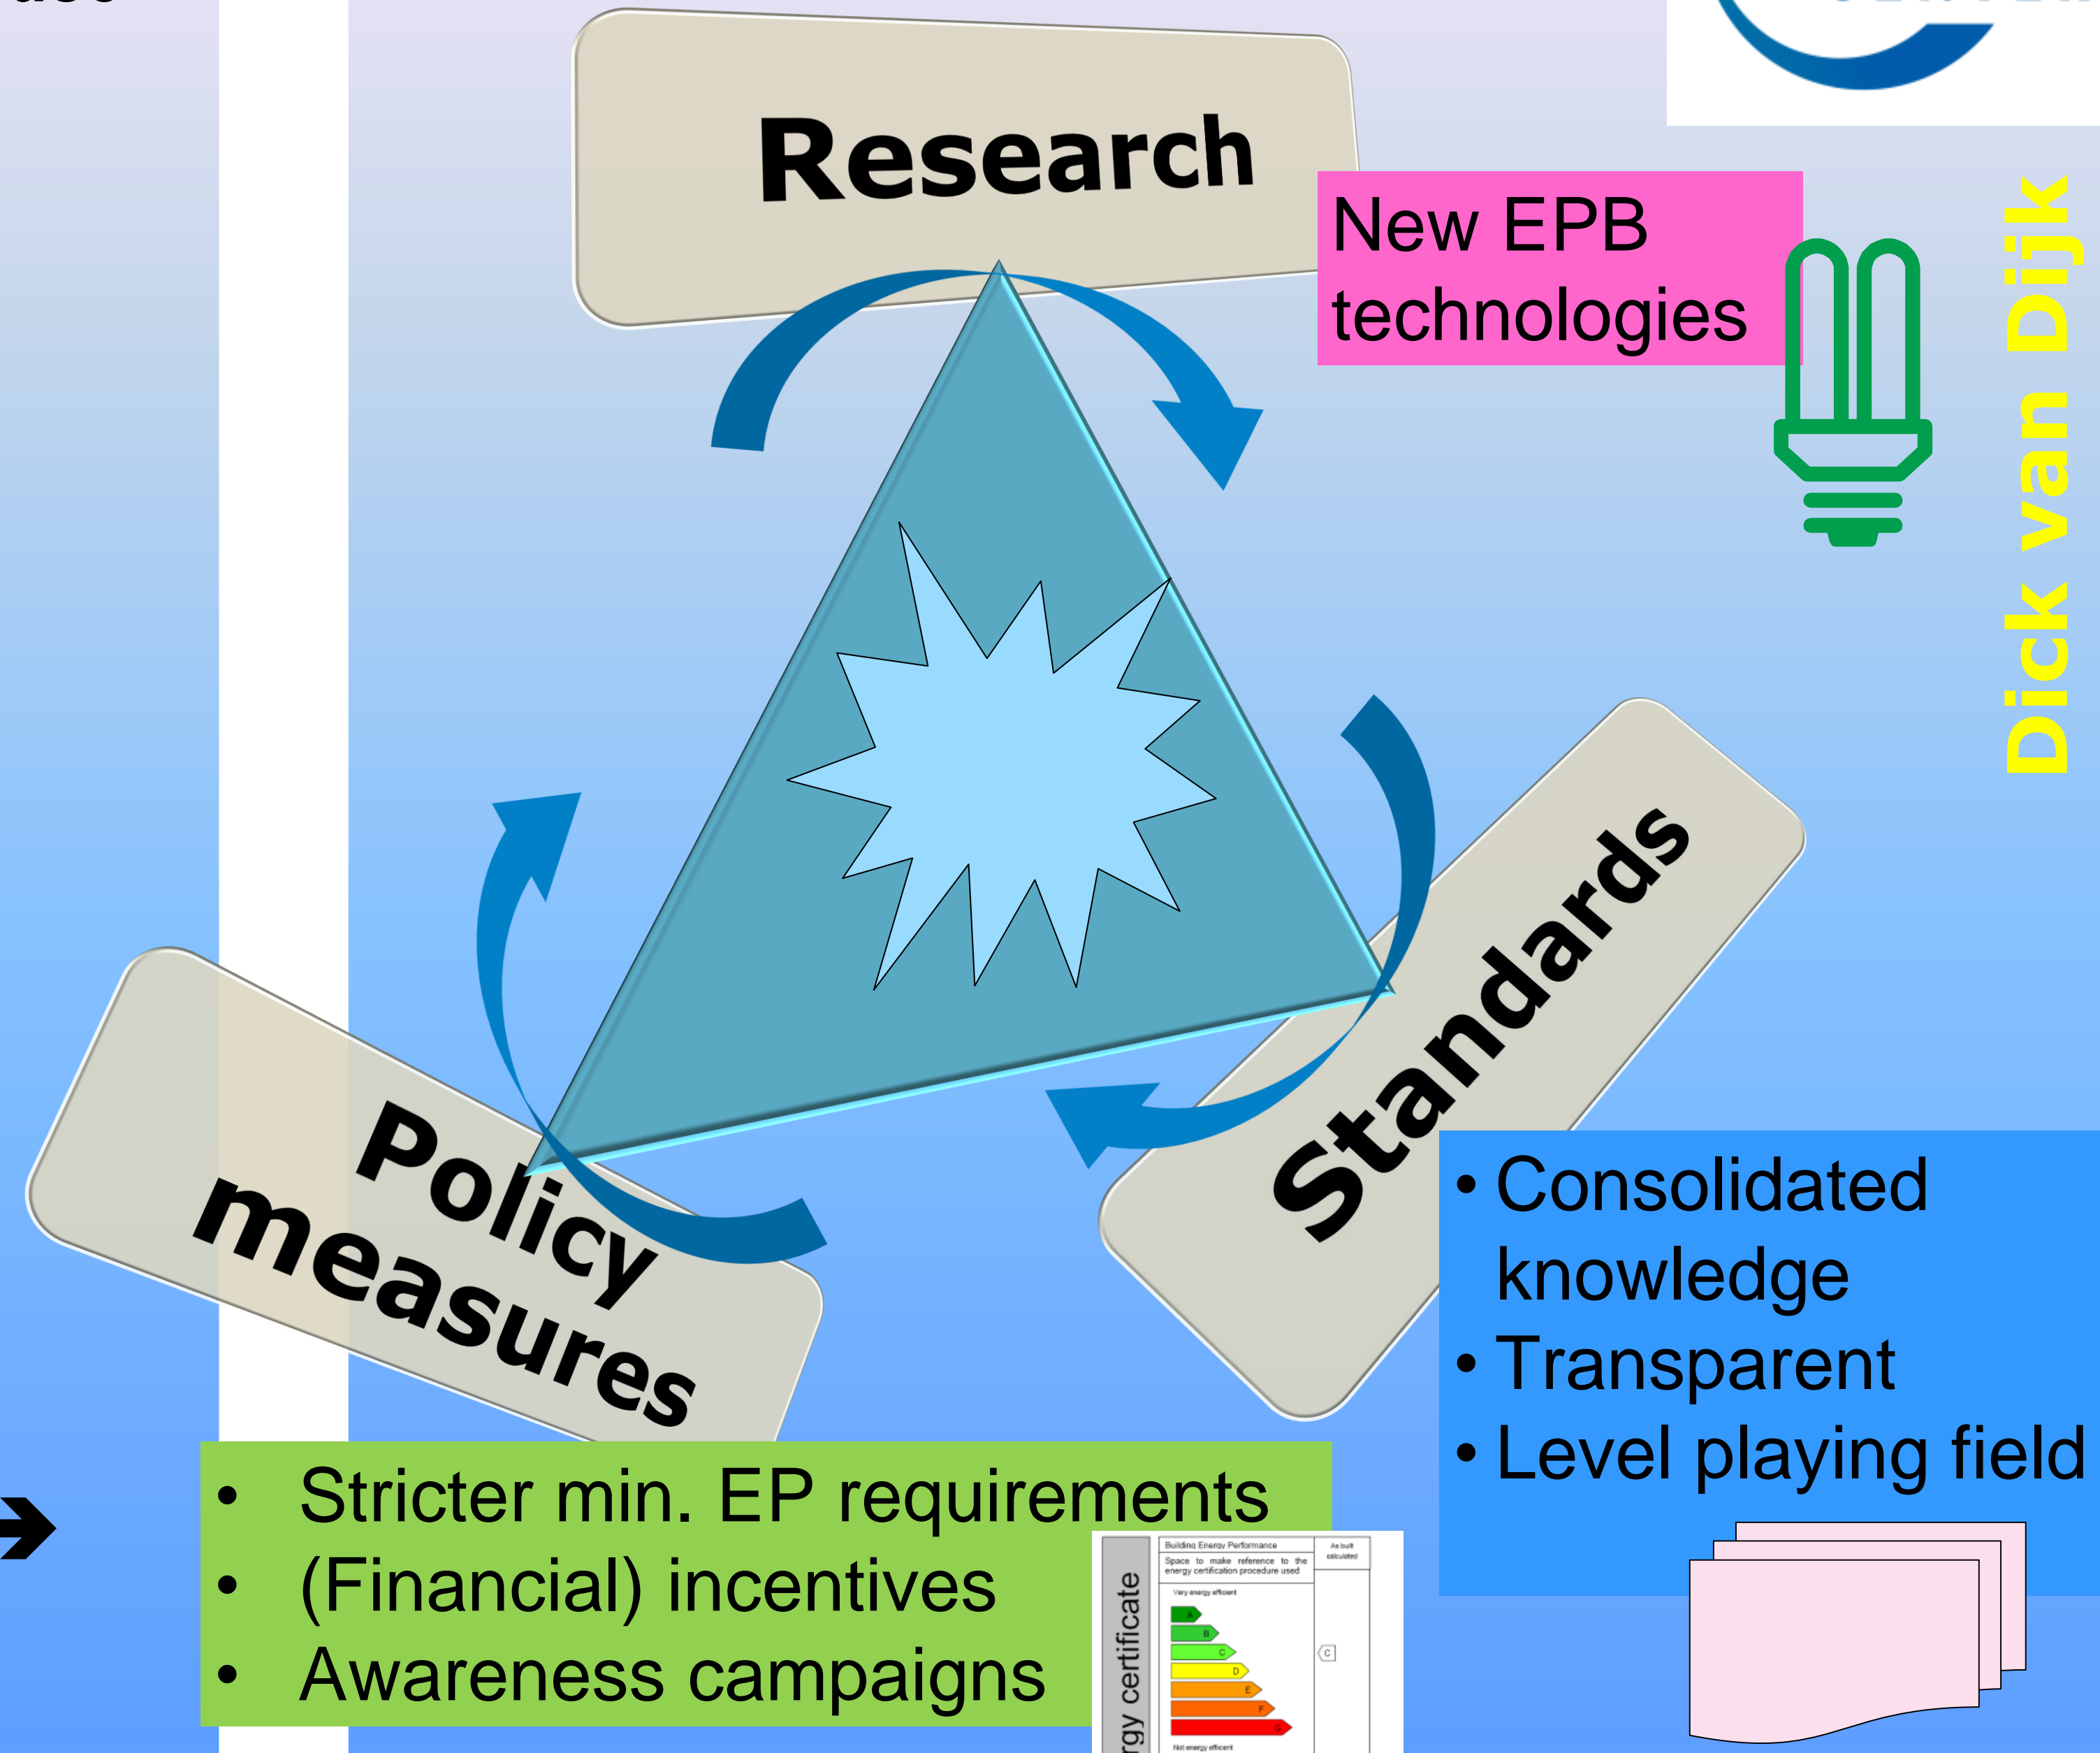 Research
New EPB
technologies
Dick van Dijk
Standards
• Consolidated
knowledge
• Transparent
• Level playing field
Policy
measures
• Stricter min. EP requirements
• (Financial) incentives
• Awareness campaigns
certificate
Building Energy Performance
As built
calculated
Space to make reference to the
energy certification procedure used
Very energy efficient
A
B
C
C
D
E
F
G
Not energy efficient